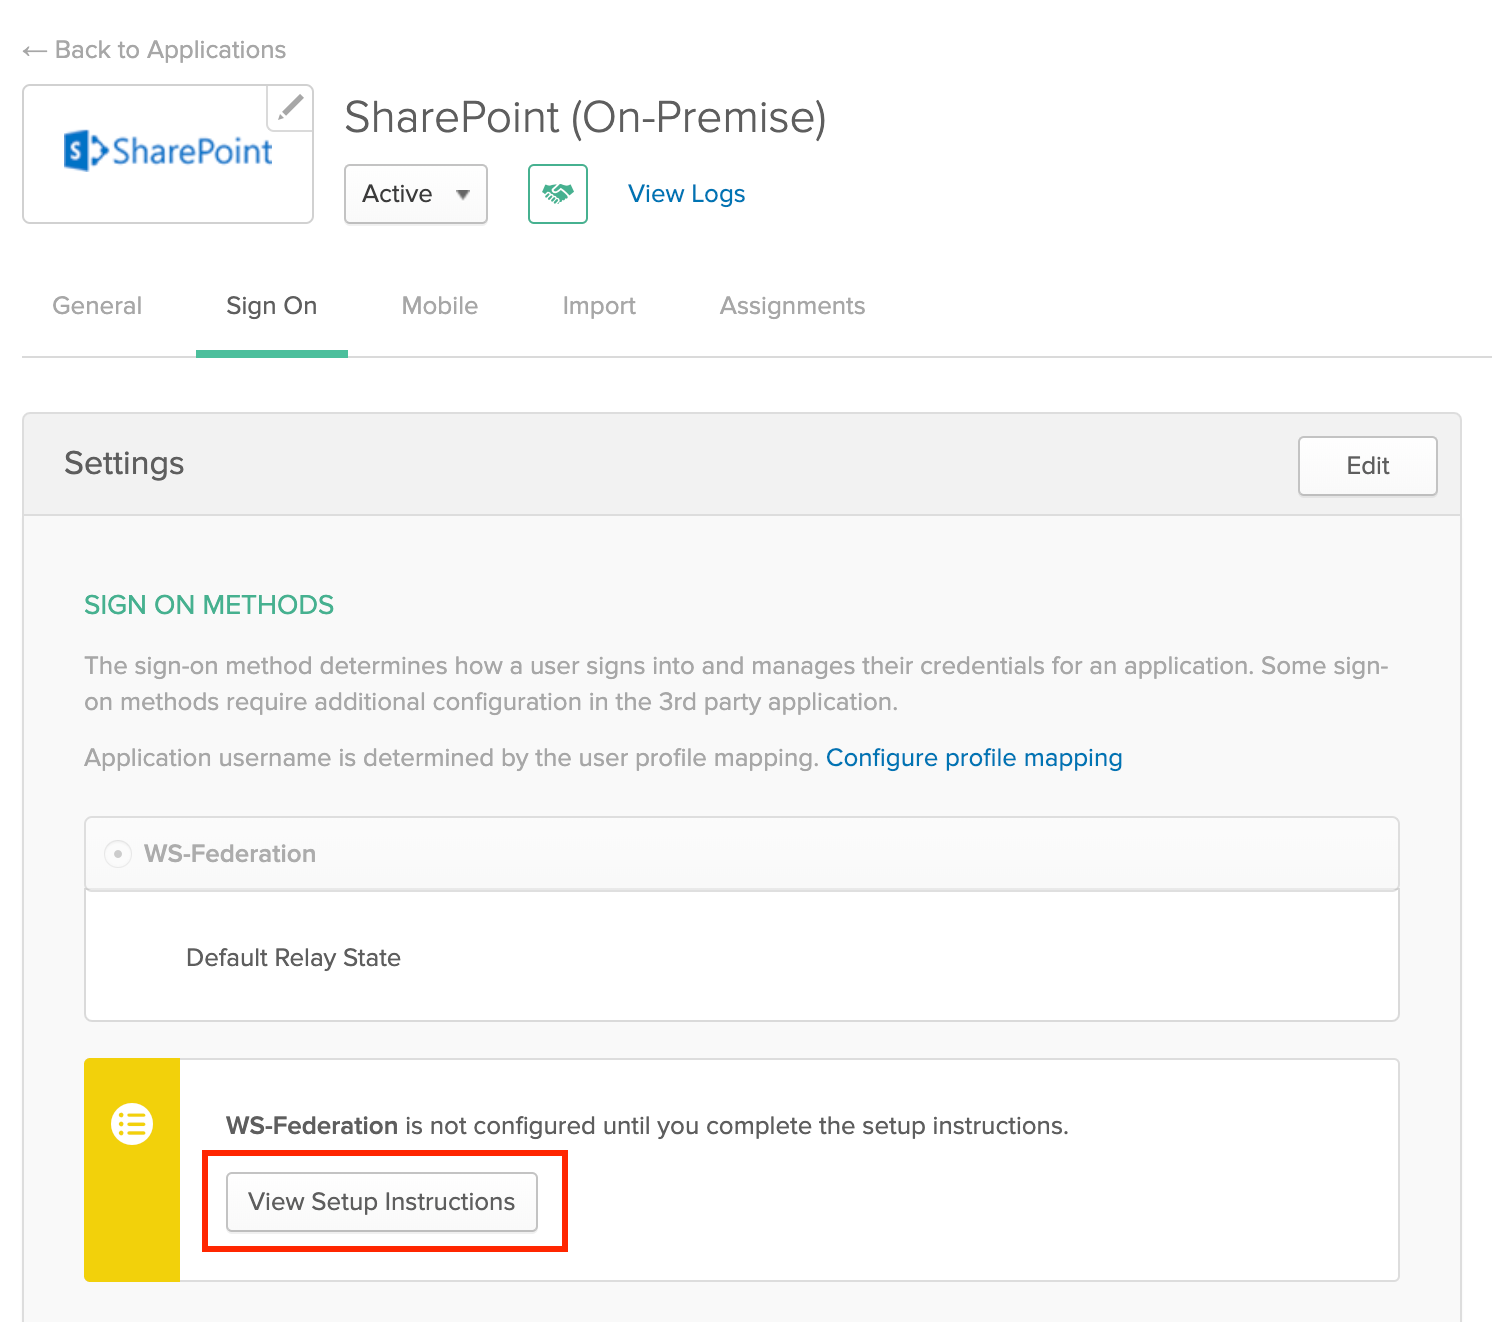 ← Back to Applications
S SharePoint
SharePoint (On-Premise)
Active
View Logs
General Sign On Mobile Import Assignments
Settings
Edit
SIGN ON METHODS
The sign-on method determines how a user signs into and manages their credentials for an application. Some sign-
on methods require additional configuration in the 3rd party application.
Application username is determined by the user profile mapping. Configure profile mapping
WS-Federation
Default Relay State
WS-Federation is not configured until you complete the setup instructions.
View Setup Instructions